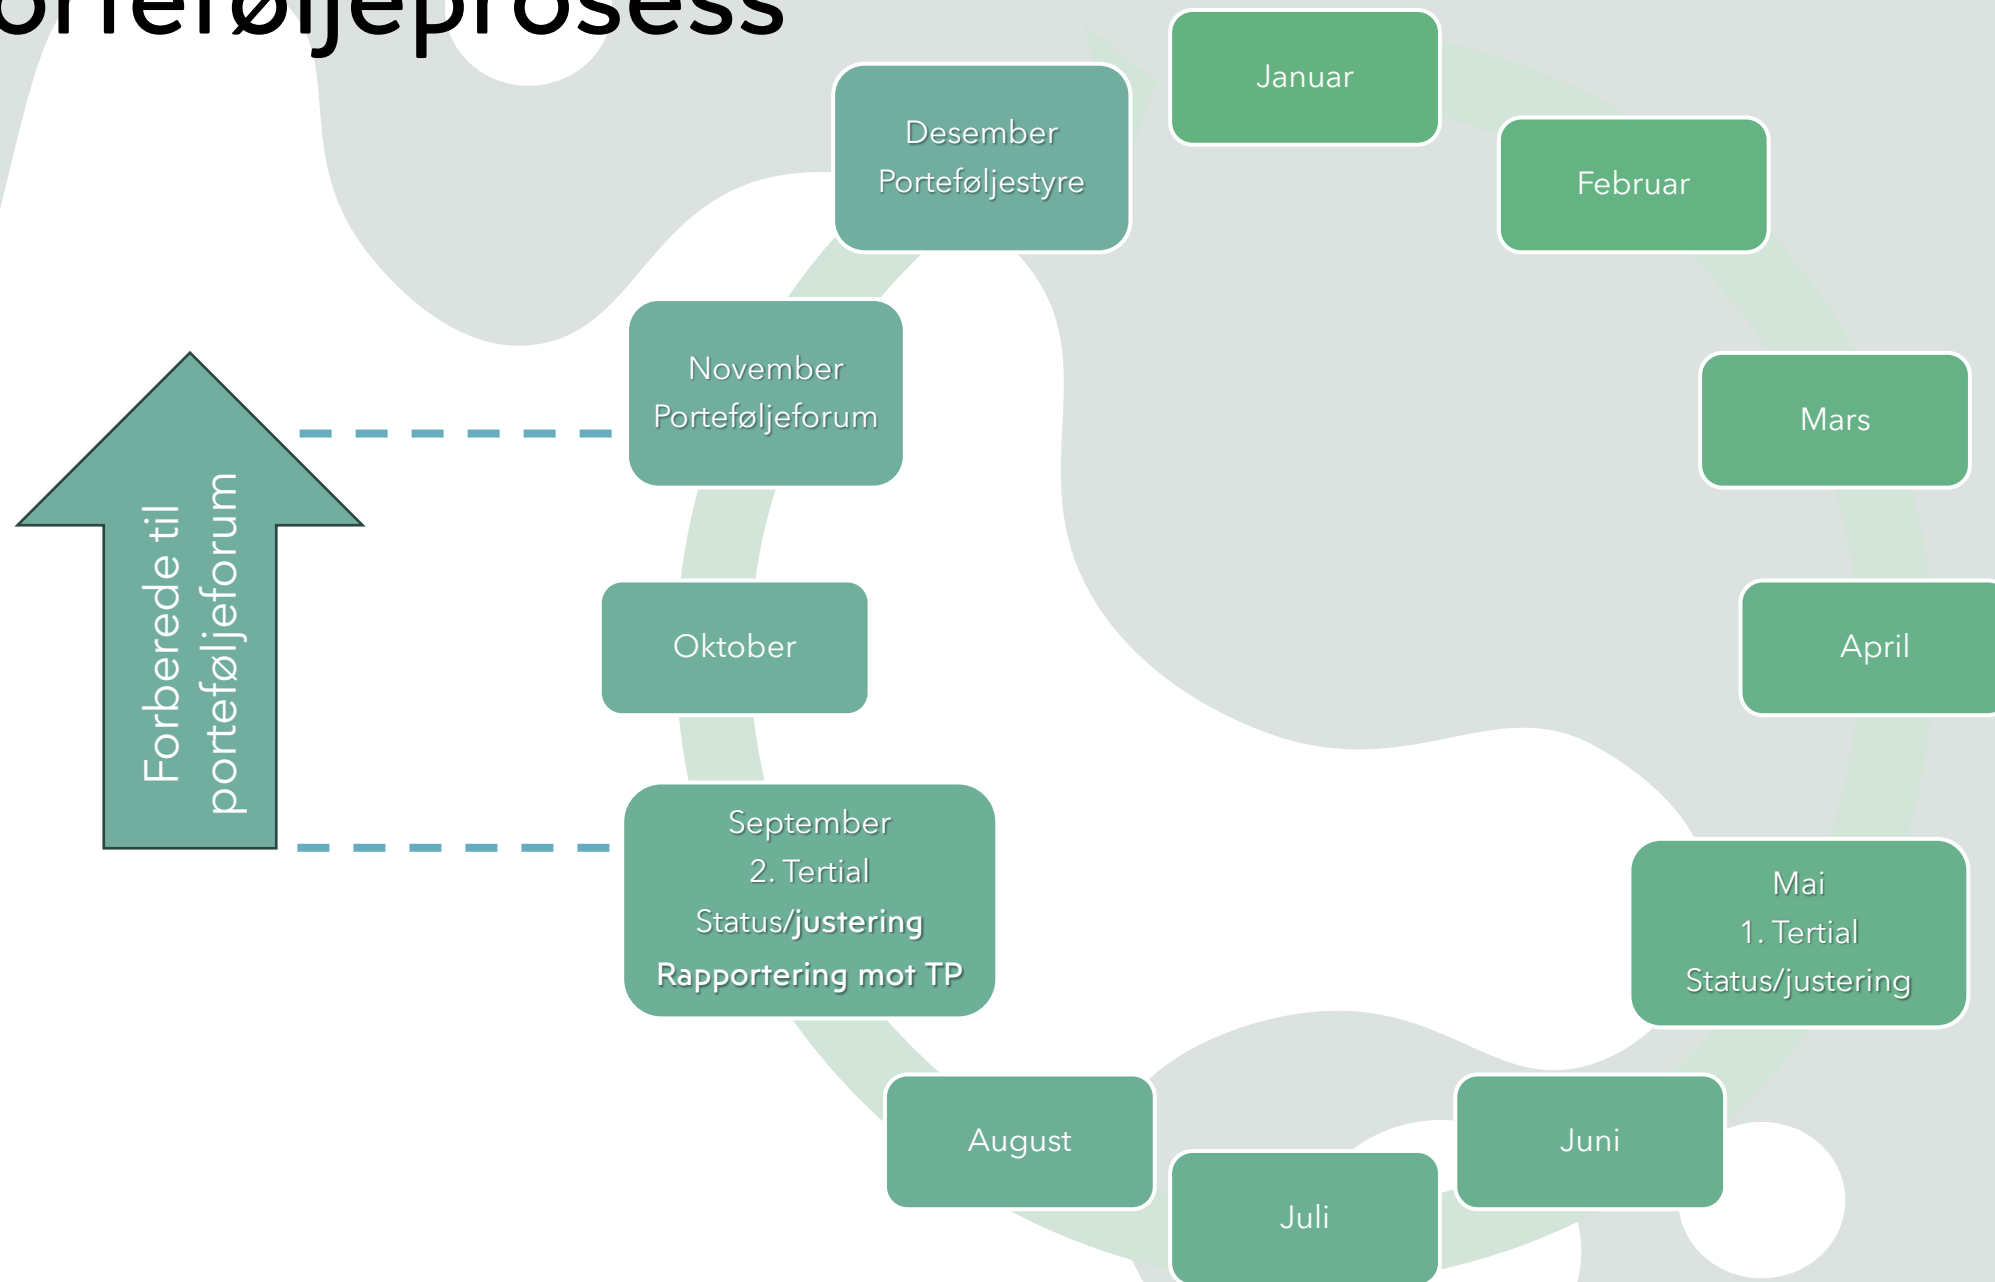 orteføljeprosess
Januar
Februar
Mars
April
Mai
1. Tertial
Status/justering
Juni
Juli
August
September
2. Tertial
Status/justering
Rapportering mot TP
Oktober
November
Porteføljeforum
Desember
Porteføljestyre
Forberede til
porteføljeforum